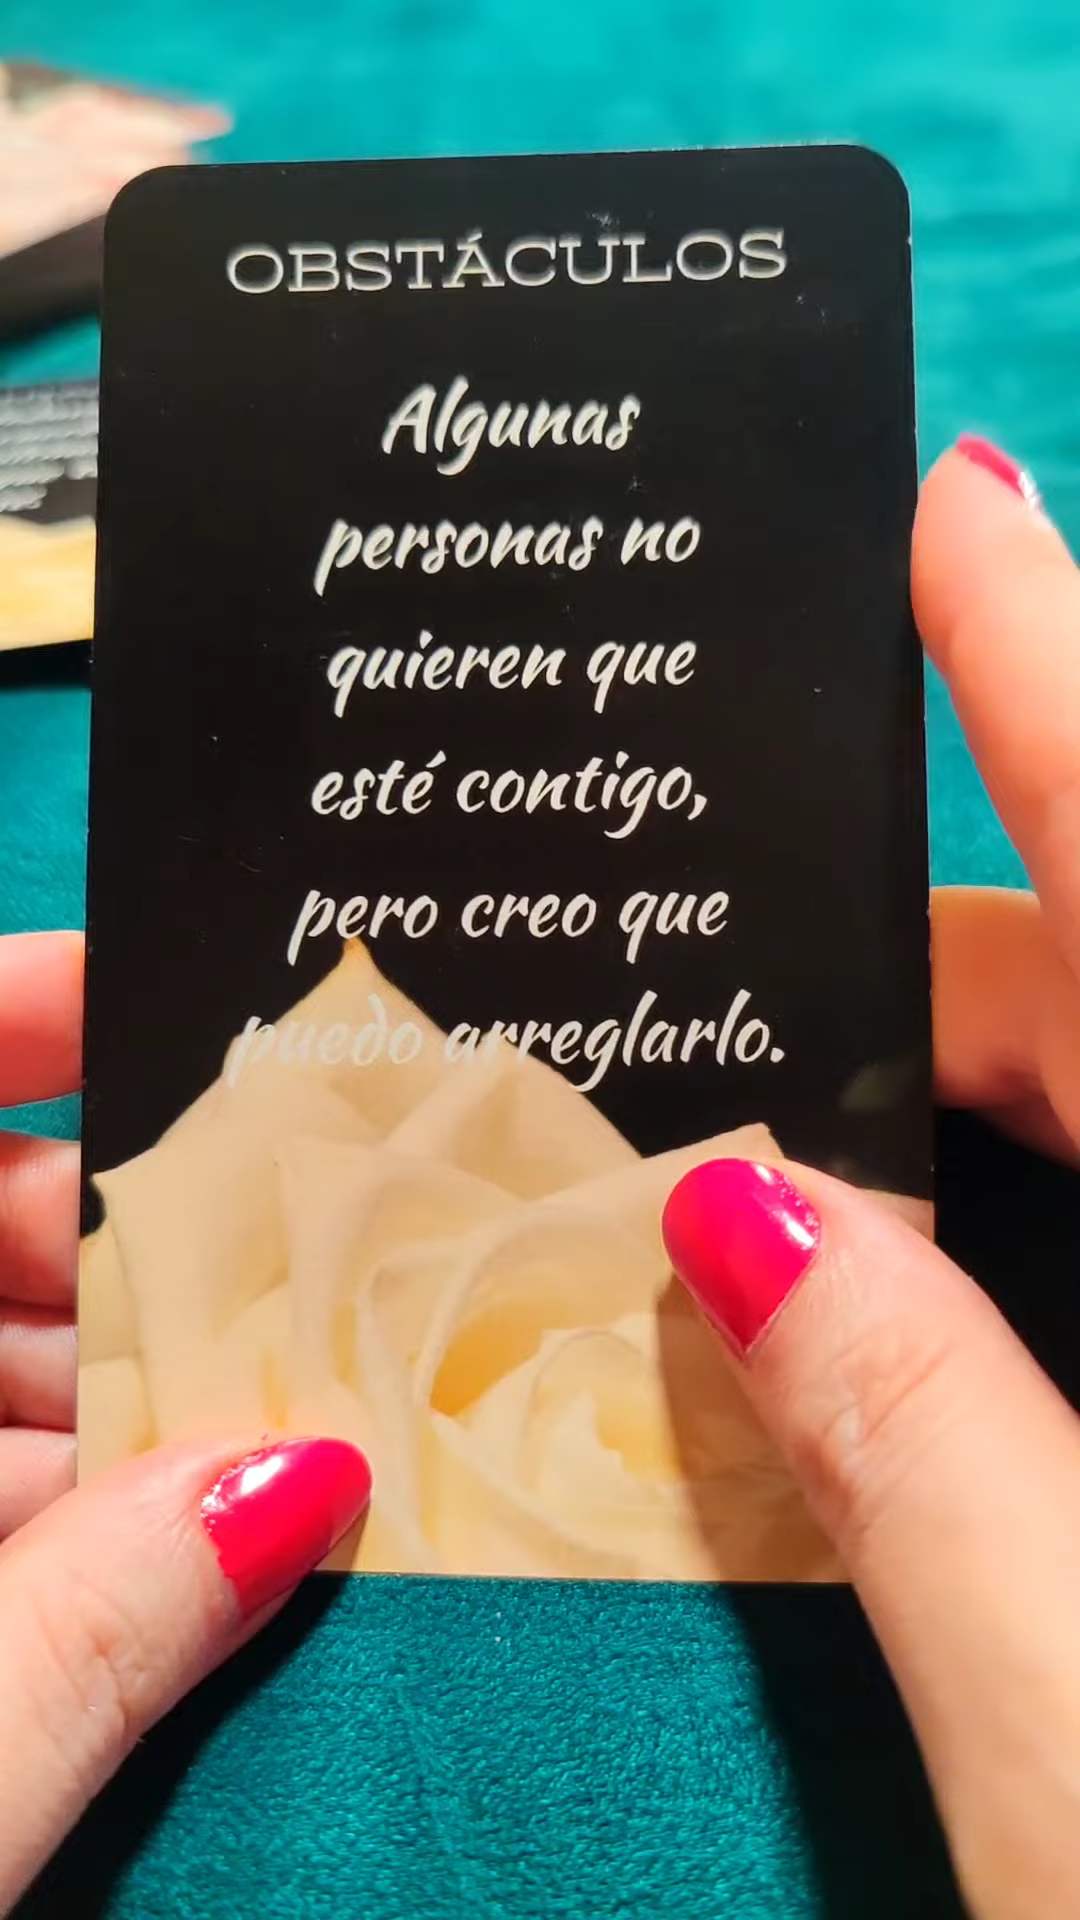 OBSTÁCULOS
Algunas
personas no
quieren que
esté contigo,
pero creo que
puedo arreglarlo.